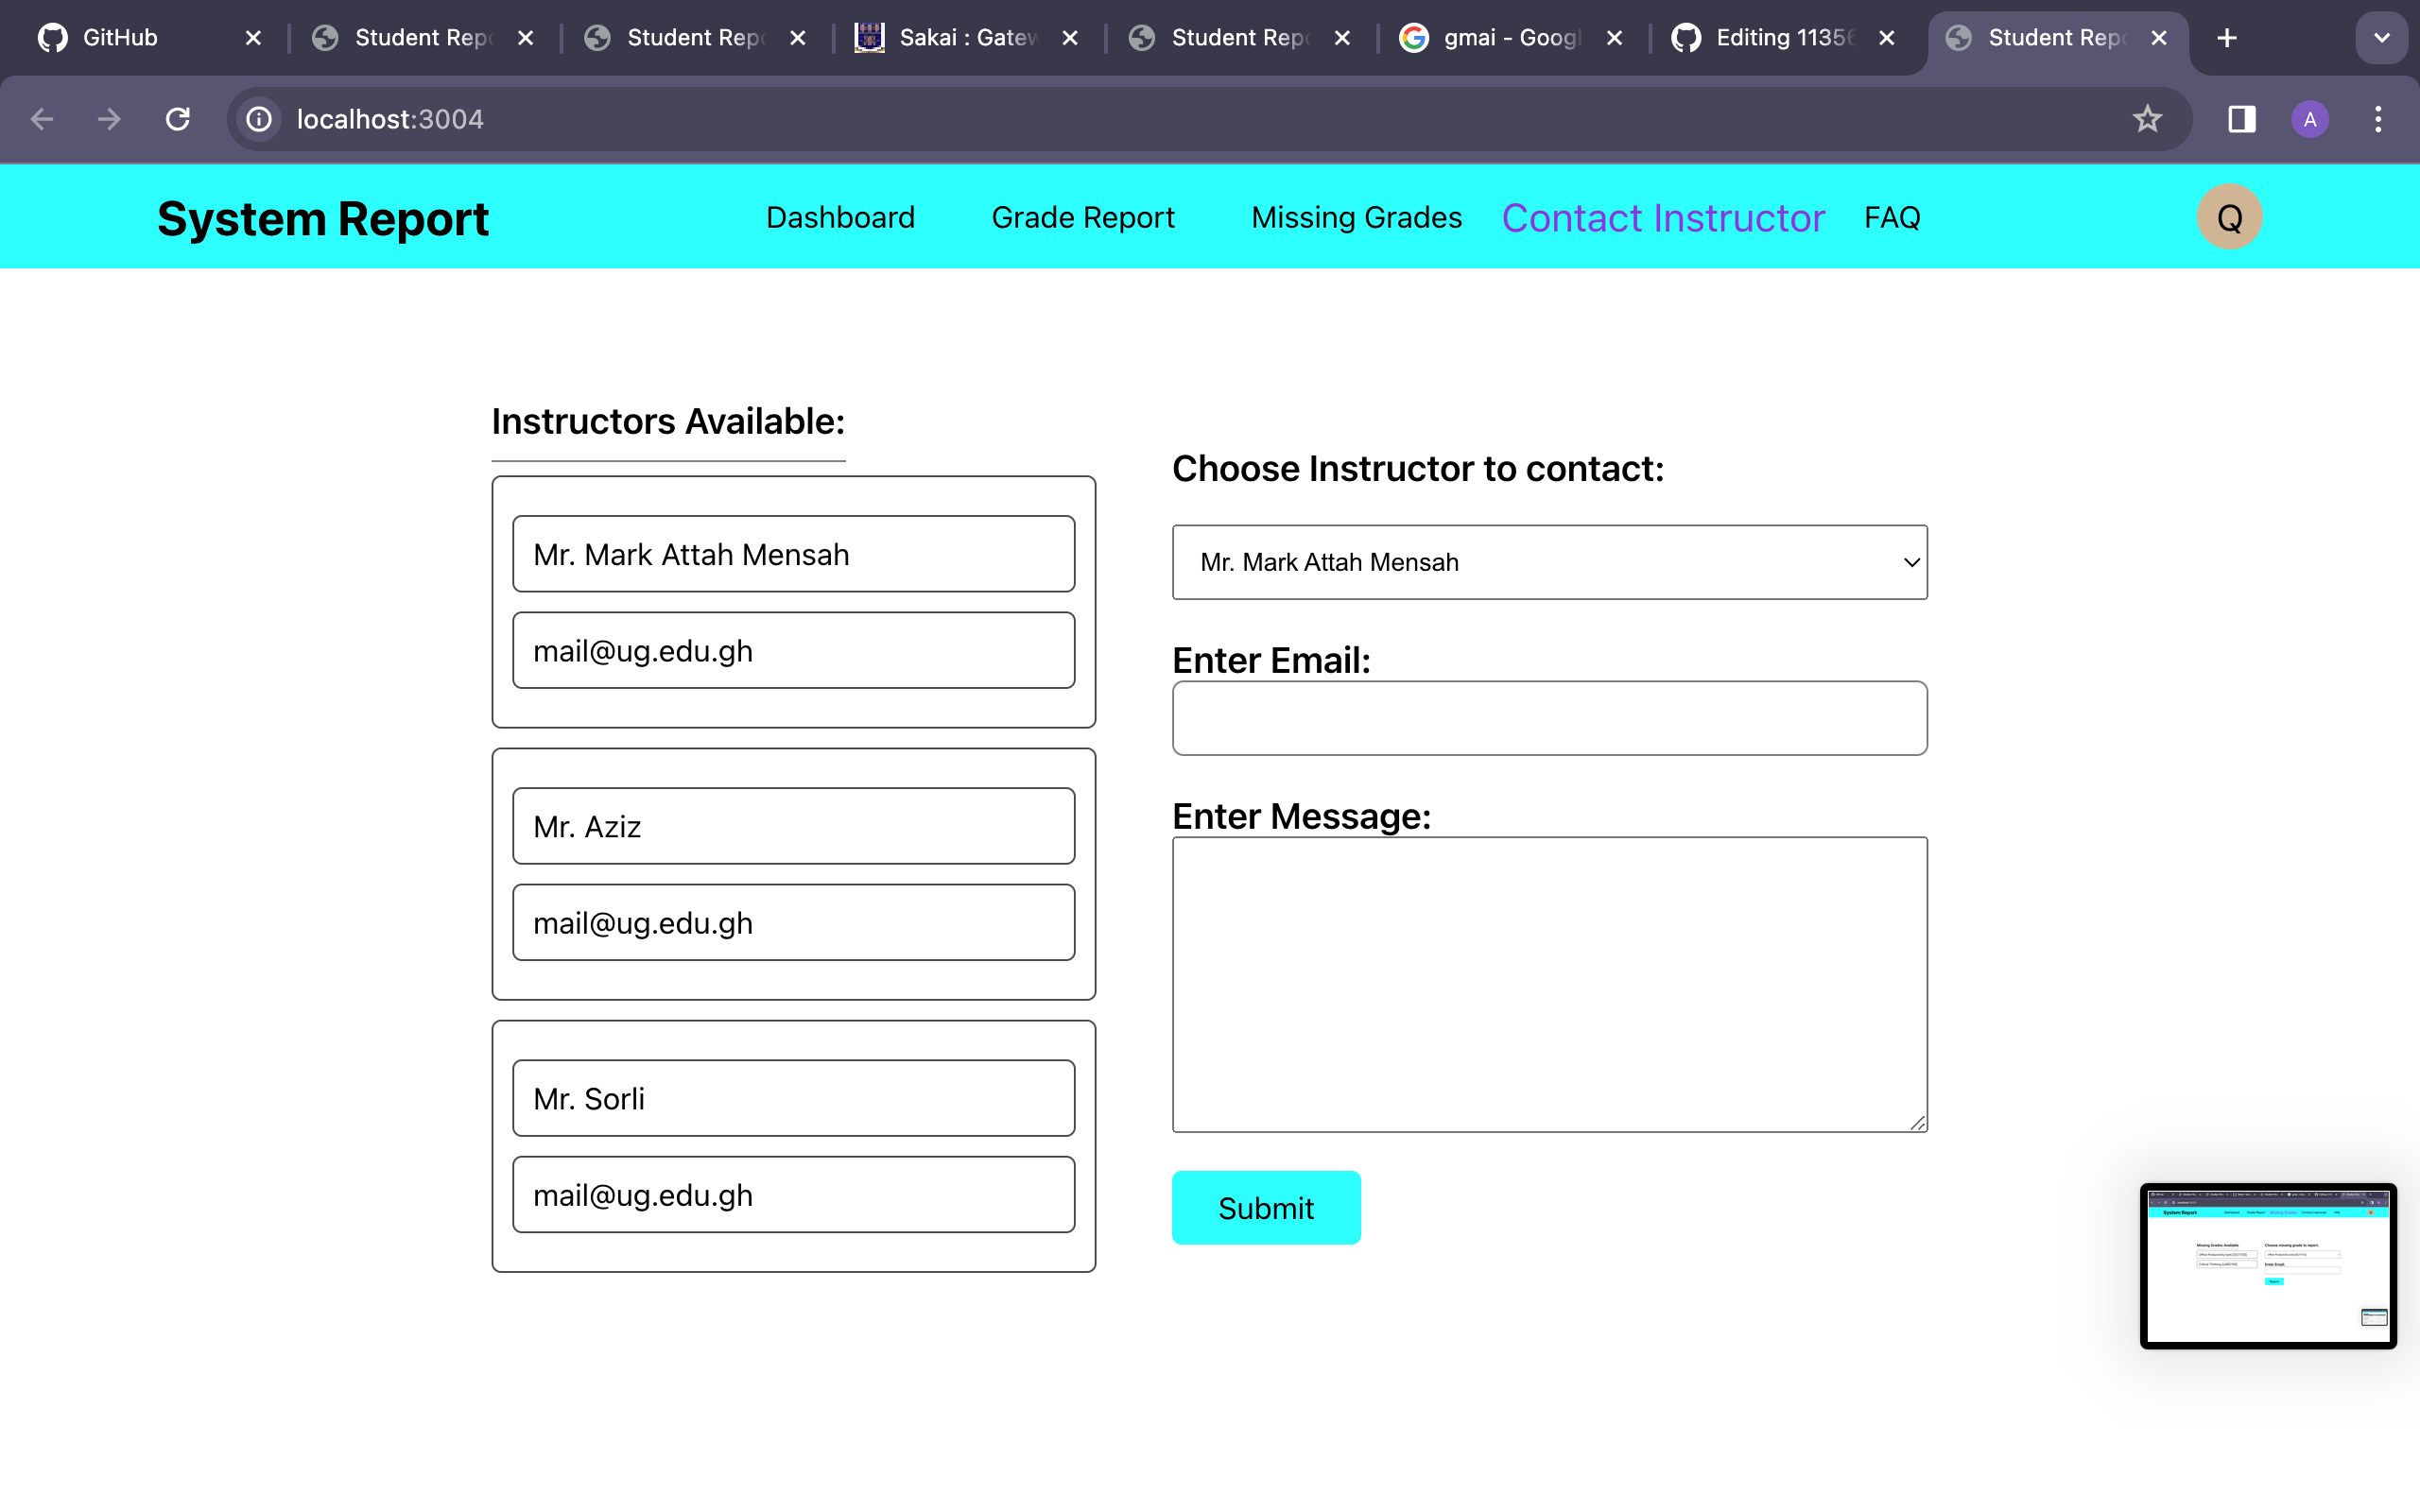 GitHub
Student Rep
Student Rep
Sakai : Gatew
Student Rep
gmai - Googl
Editing 1135
Student Rep
localhost:3004
A
System Report
Dashboard
Grade Report
Missing Grades
Contact Instructor
FAQ
Q
Instructors Available:
Mr. Mark Attah Mensah
mail@ug.edu.gh
Mr. Aziz
mail@ug.edu.gh
Mr. Sorli
mail@ug.edu.gh
Choose Instructor to contact:
Mr. Mark Attah Mensah
Enter Email:
Enter Message:
Submit
System Report